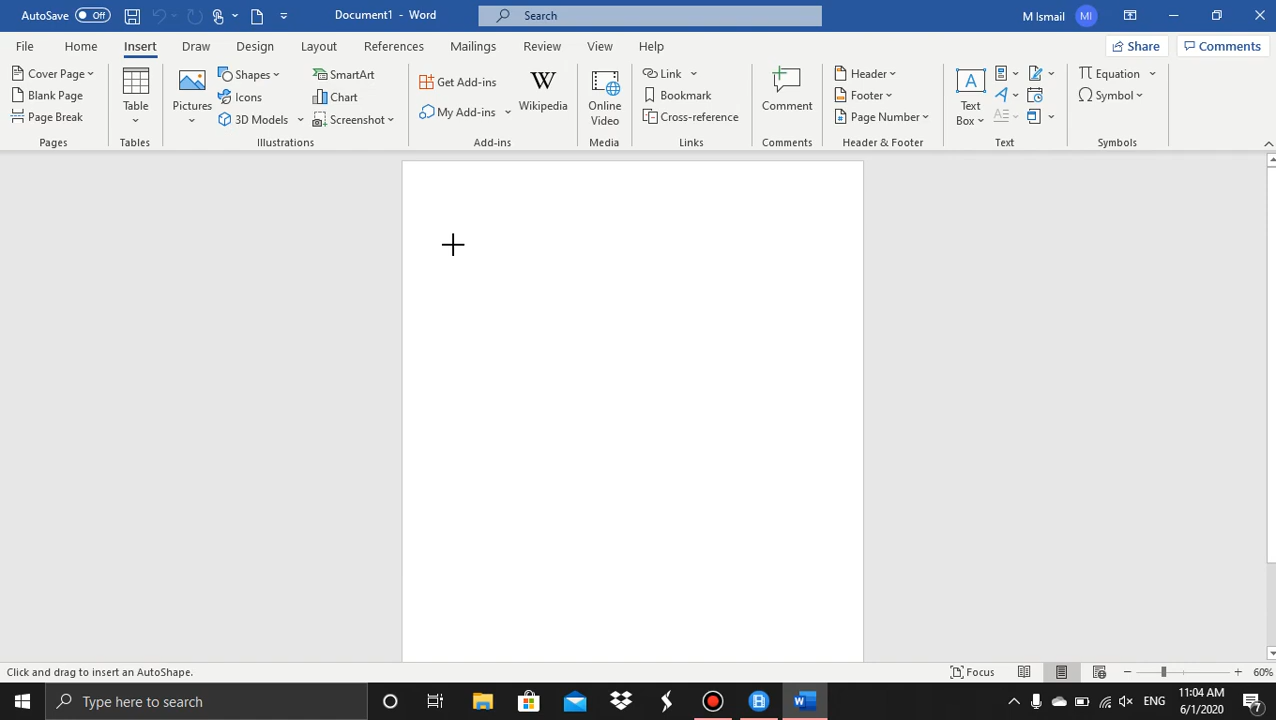 AutoSave Off Document1 - Word Search M Ismail MI
File Home Insert Draw Design Layout References Mailings Review View Help Share Comments
Cover Page
Blank Page
Page Break
Pages
Table
Tables
Pictures
Shapes
Icons
3D Models
SmartArt
Chart
Screenshot
Illustrations
Get Add-ins
My Add-ins
W
Wikipedia
Add-ins
Online
Video
Media
Link
Bookmark
Cross-reference
Links
Comment
Comments
Header
Footer
Page Number
Header & Footer
A
Text
Box
Text
Equation
Symbol
Symbols
Click and drag to insert an AutoShape. Focus 60%
Type here to search
ENG
11:04 AM
6/1/2020
7